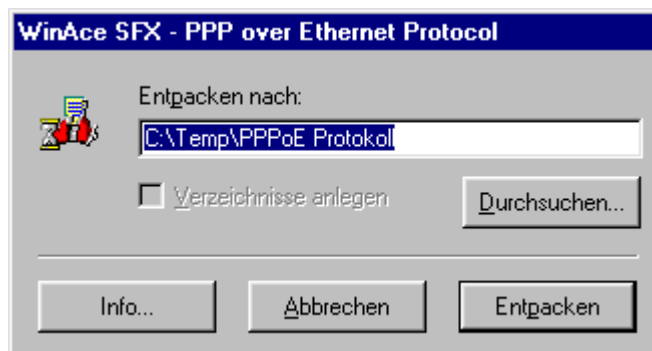 WinAce SFX - PPP over Ethernet Protocol
Entpacken nach:
C:\Temp\PPPoE Protokoll
Verzeichnisse anlegen
Durchsuchen...
Info...
Abbrechen
Entpacken